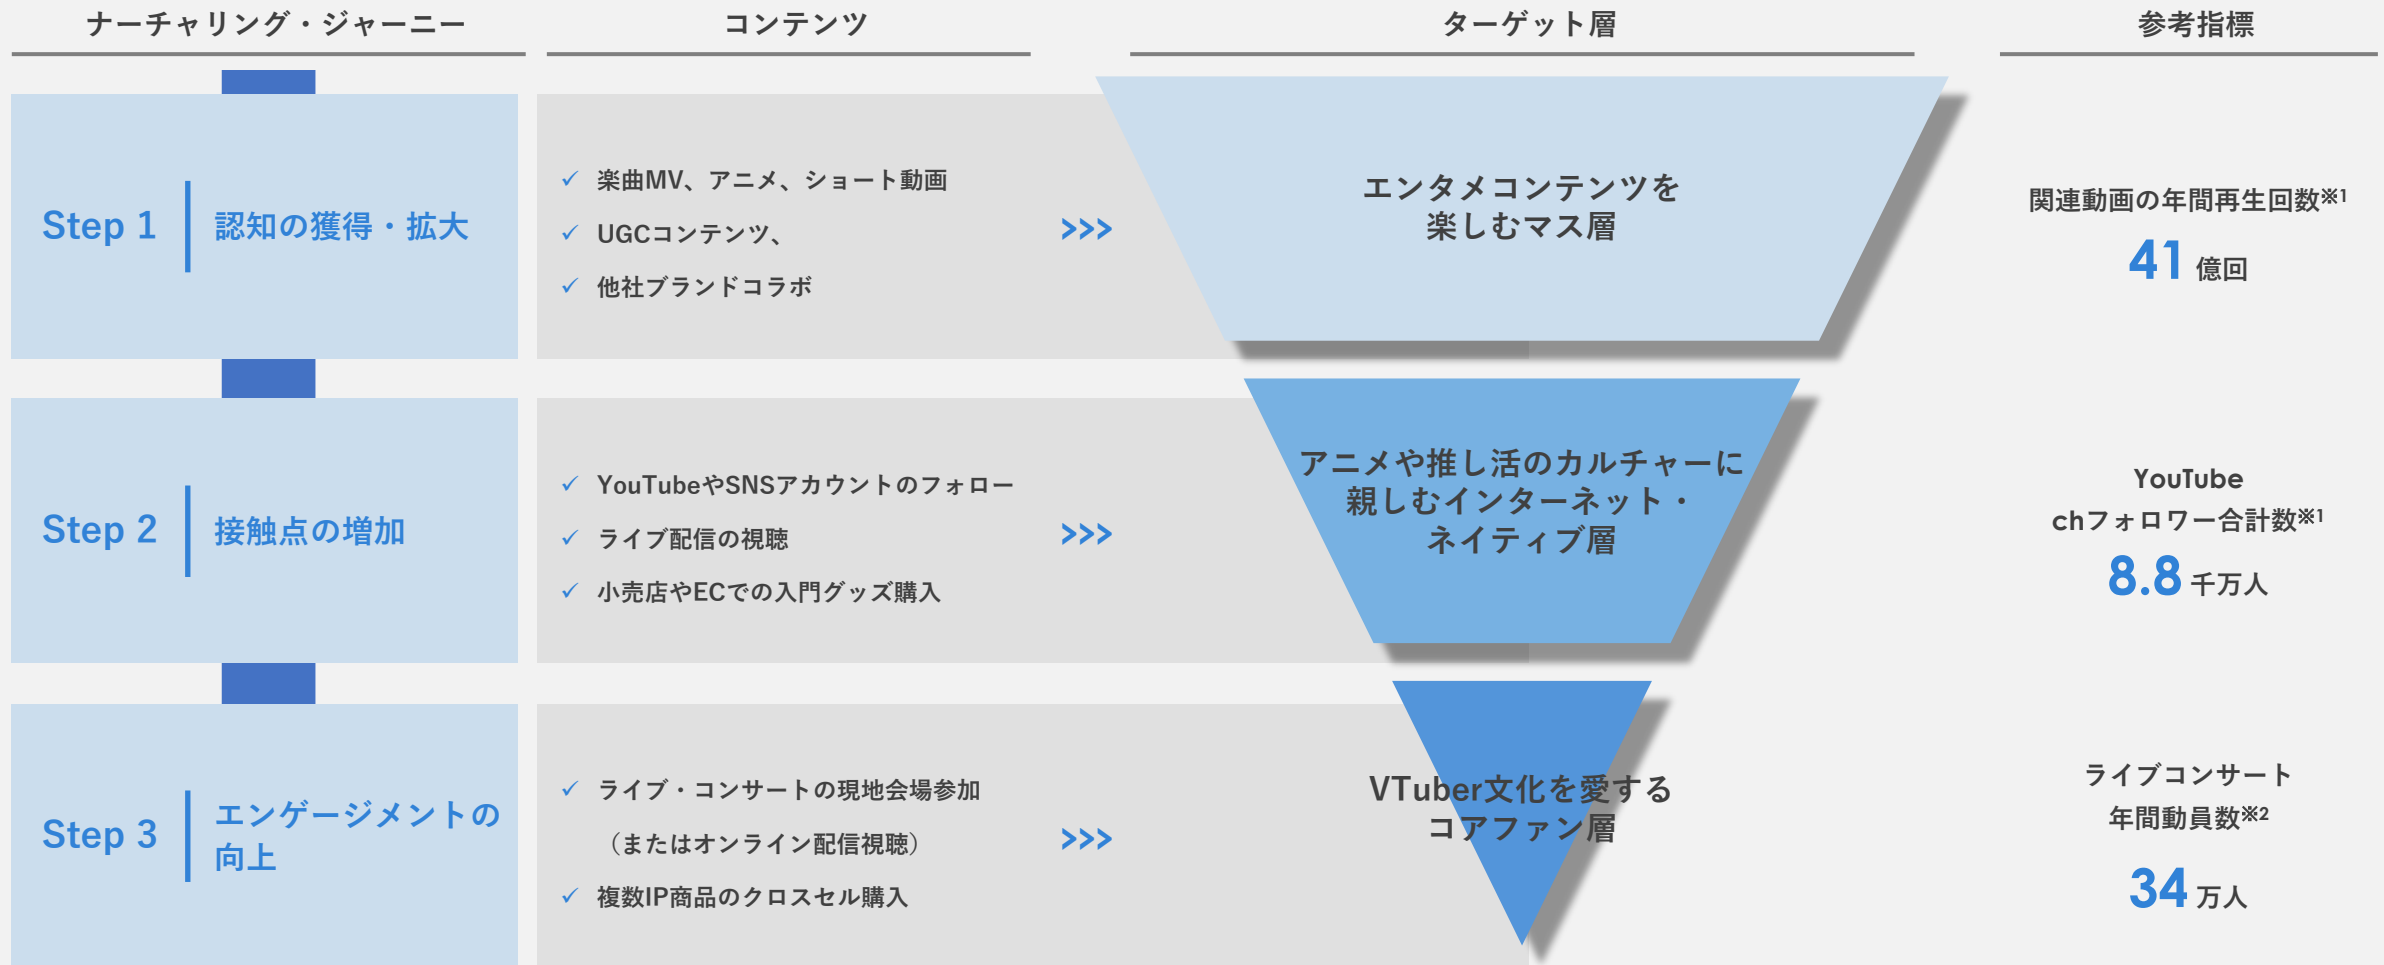 ナーチャリング・ジャーニー
コンテンツ
ターゲット層
参考指標
Step 1
認知の獲得・拡大
✓ 楽曲MV、アニメ、ショート動画
✓ UGCコンテンツ、
✓ 他社ブランドコラボ
>>>
エンタメコンテンツを
楽しむマス層
関連動画の年間再生回数※1
41 億回
Step 2
接触点の増加
✓ YouTubeやSNSアカウントのフォロー
✓ ライブ配信の視聴
✓ 小売店やECでの入門グッズ購入
>>>
アニメや推し活のカルチャーに
親しむインターネット・
ネイティブ層
YouTube
chフォロワー合計数※1
8.8 千万人
Step 3
エンゲージメントの
向上
✓ ライブ・コンサートの現地会場参加
（またはオンライン配信視聴）
✓ 複数IP商品のクロスセル購入
>>>
VTuber文化を愛する
コアファン層
ライブコンサート
年間動員数※2
34 万人